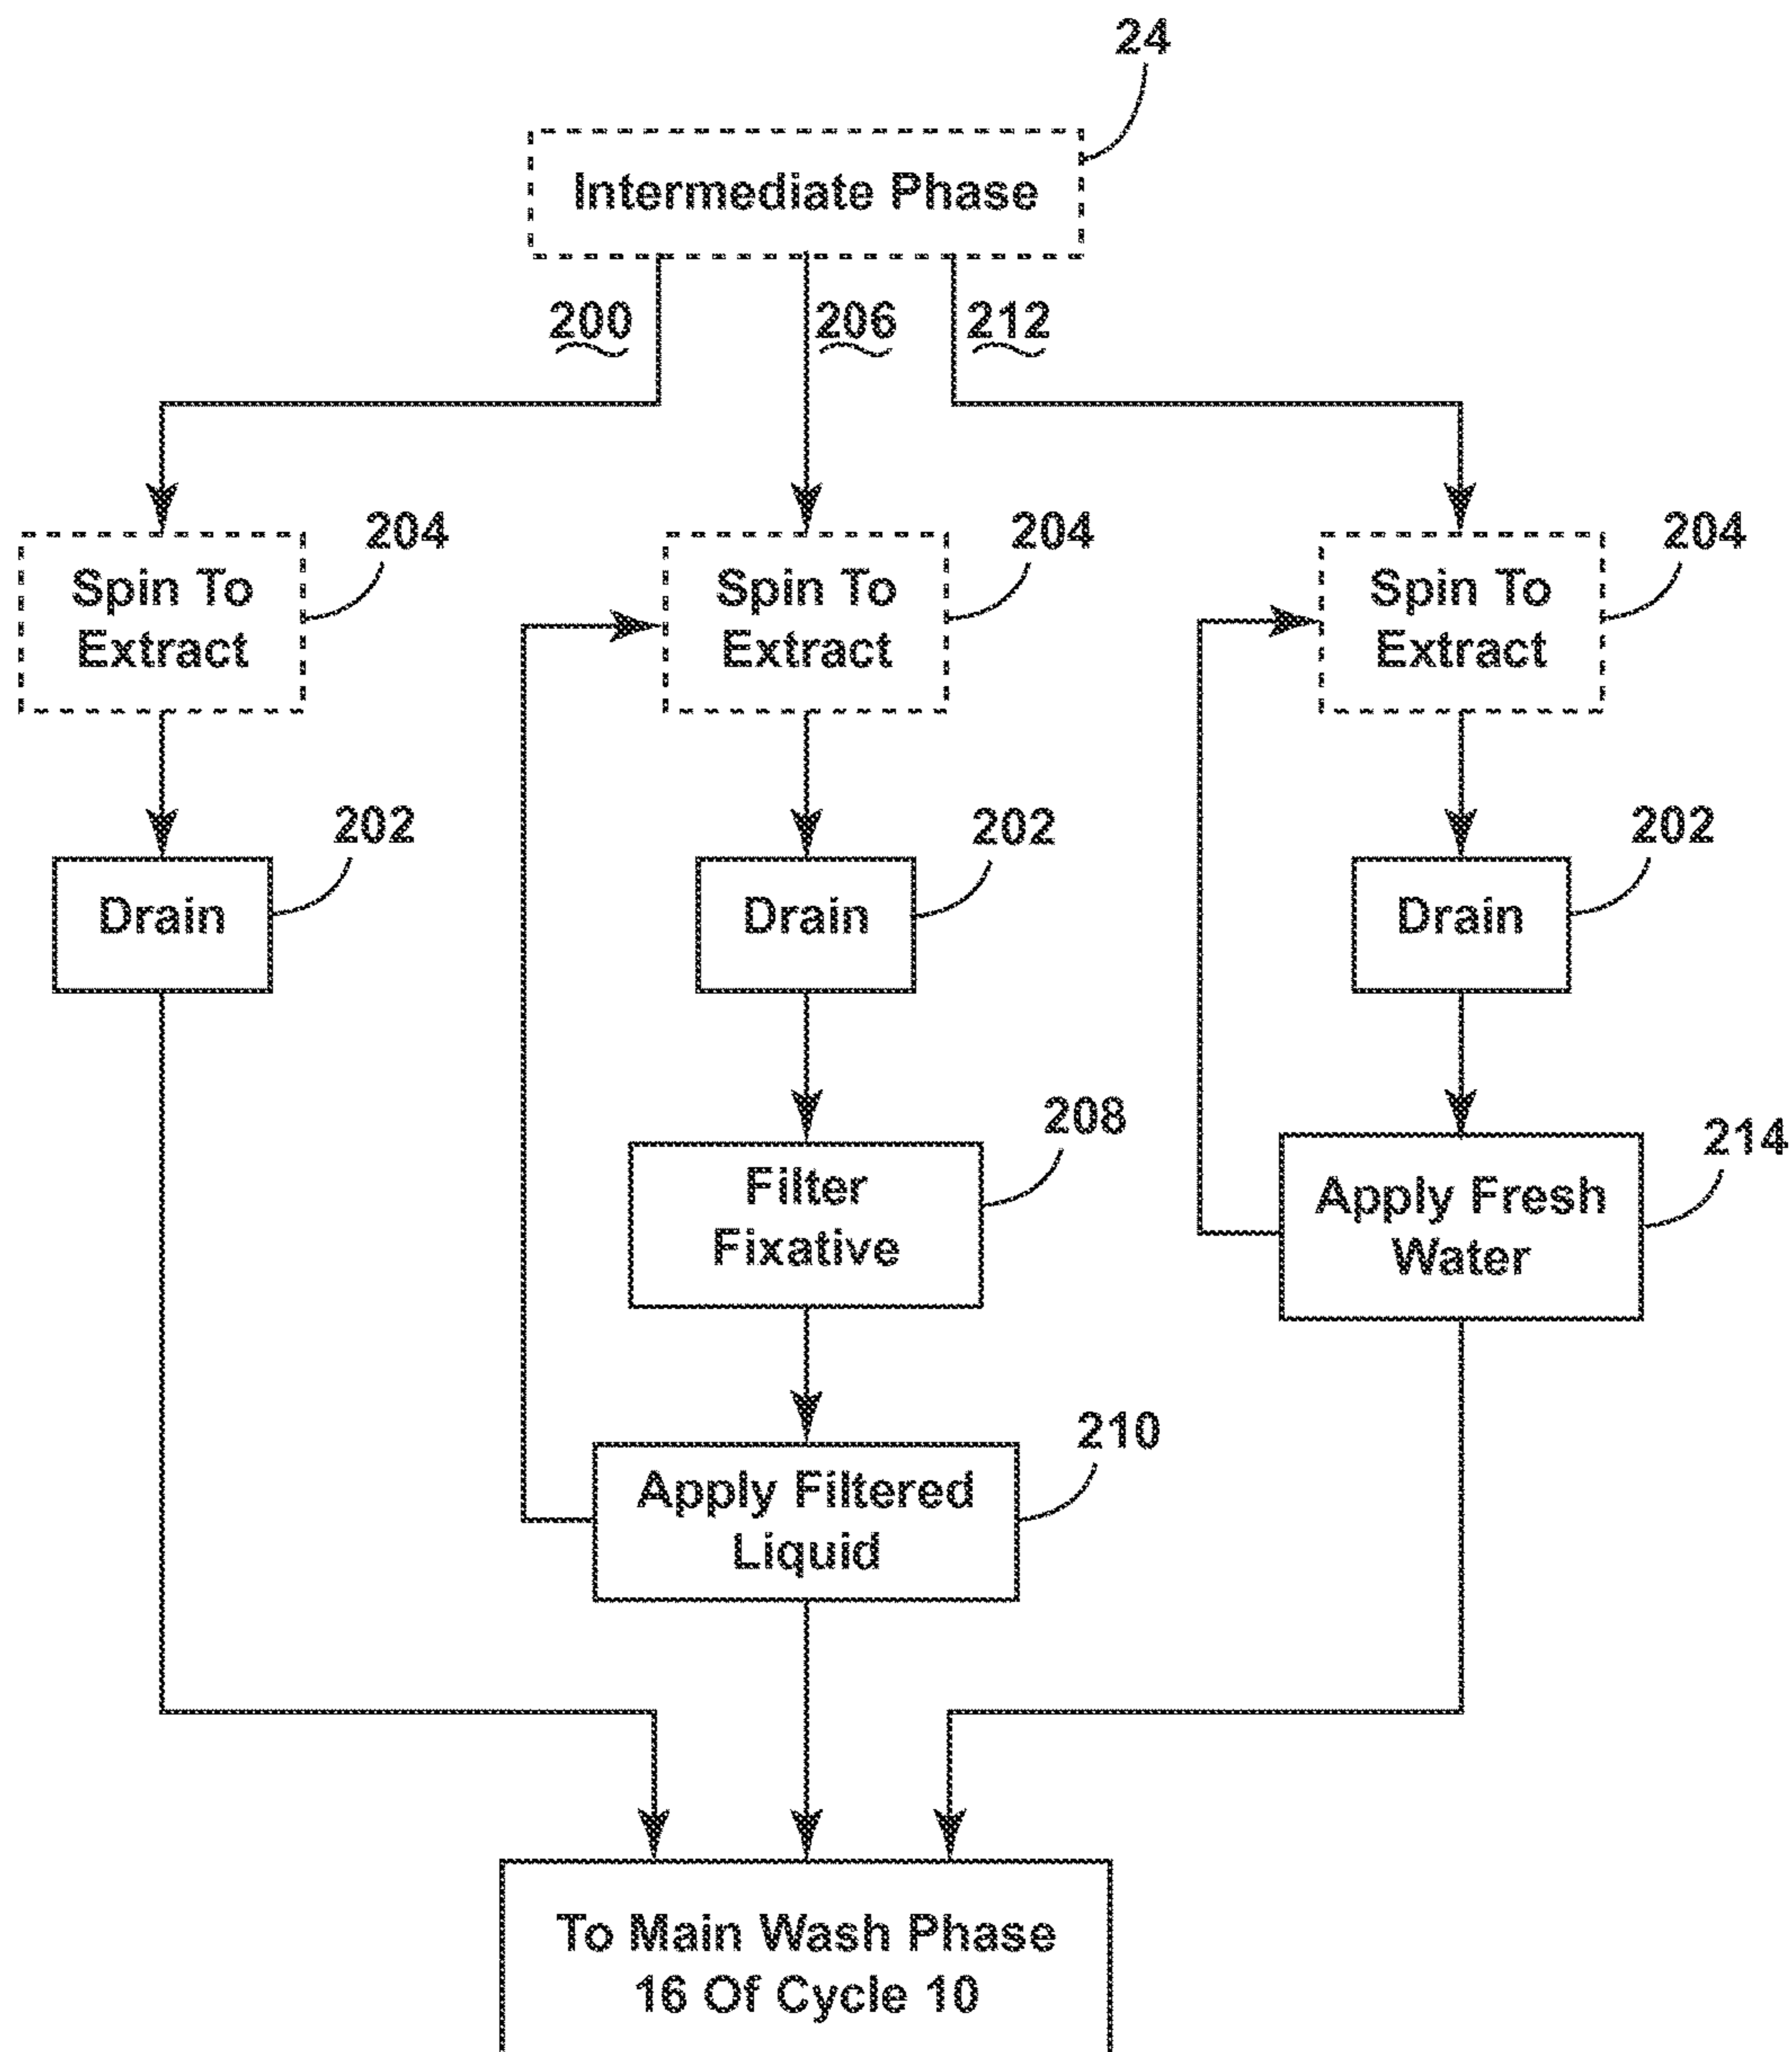 24
Intermediate Phase
200 206 212
204 204 204
Spin To Spin To Spin To
Extract Extract Extract
202 202 202
Drain Drain Drain
208
214
Filter
Fixative
Apply Fresh
Water
210
Apply Filtered
Liquid
To Main Wash Phase
16 Of Cycle 10